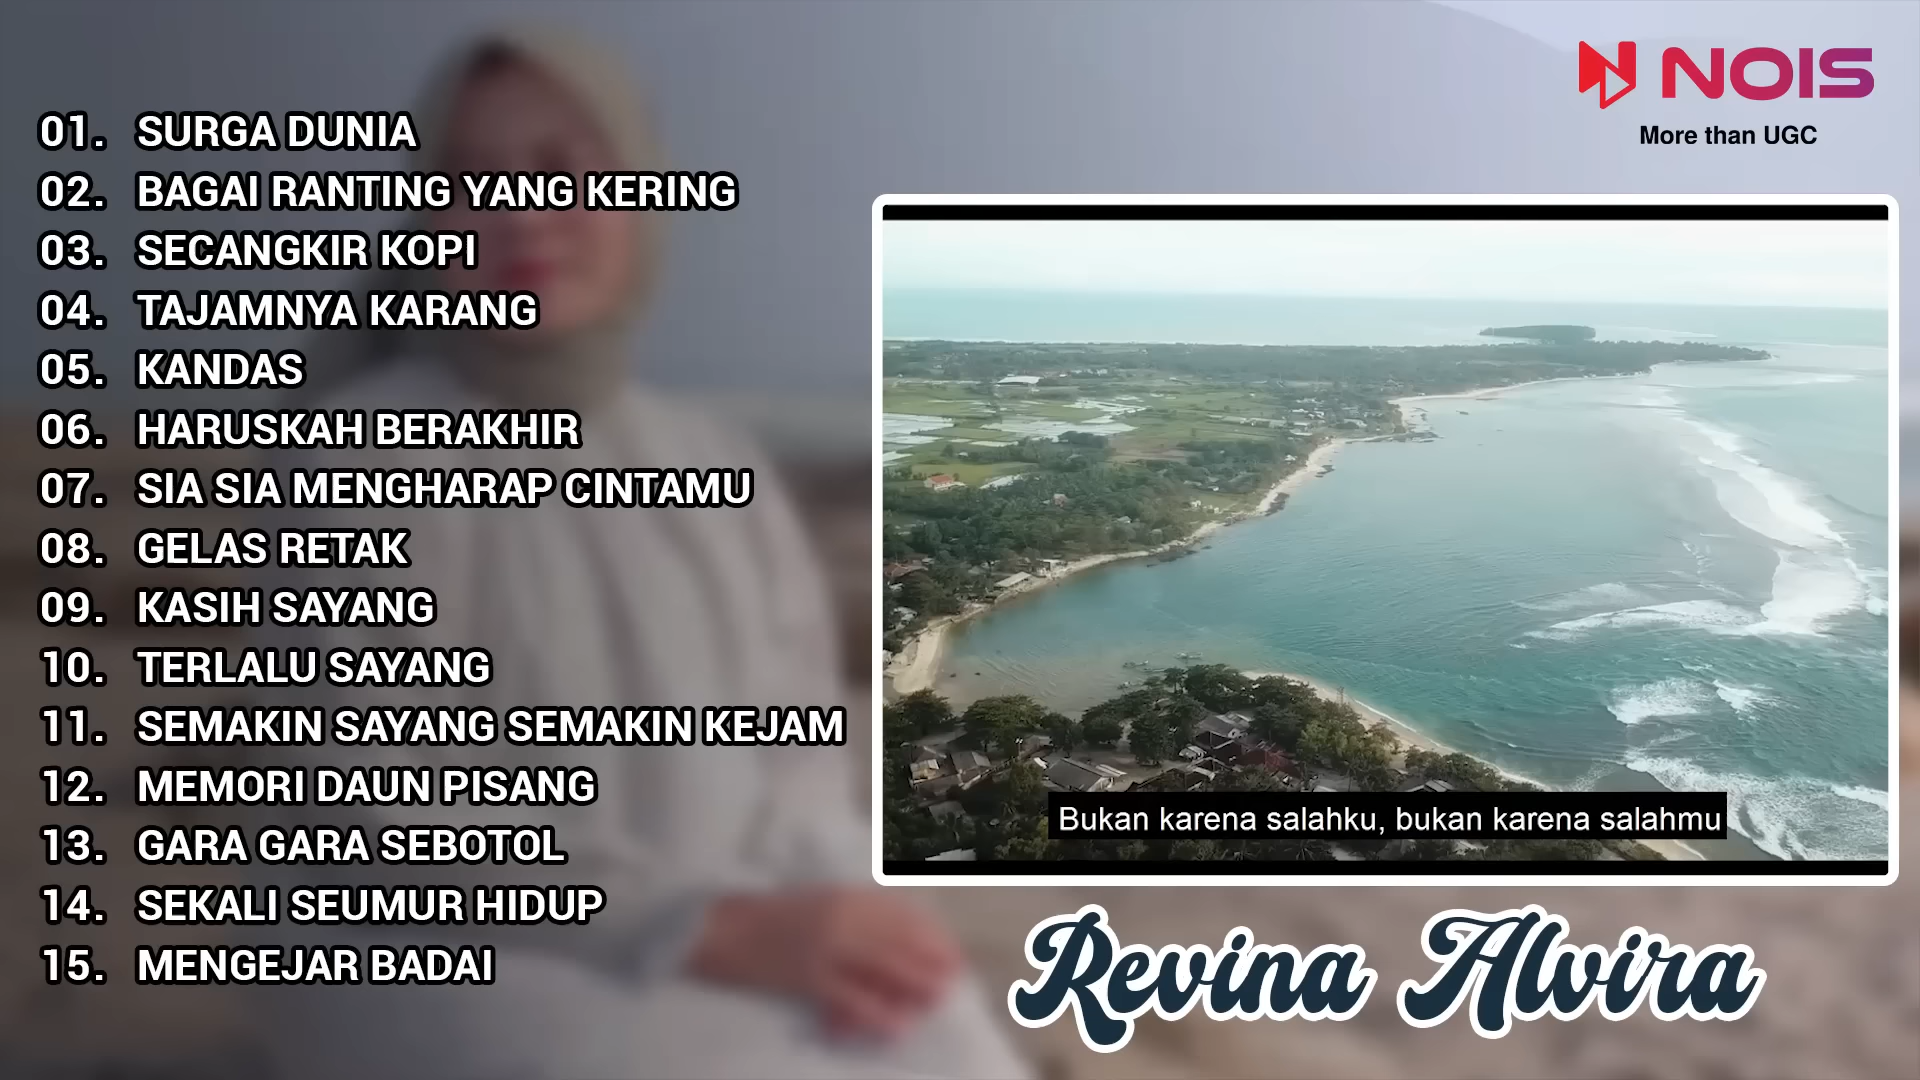 01. SURGA DUNIA
02. BAGAI RANTING YANG KERING
03. SECANGKIR KOPI
04. TAJAMNYA KARANG
05. KANDAS
06. HARUSKAH BERAKHIR
07. SIA SIA MENGHARAP CINTAMU
08. GELAS RETAK
09. KASIH SAYANG
10. TERLALU SAYANG
11. SEMAKIN SAYANG SEMAKIN KEJAM
12. MEMORI DAUN PISANG
13. GARA GARA SEBOTOL
14. SEKALI SEUMUR HIDUP
15. MENGEJAR BADAI
NOIS
More than UGC
Bukan karena salahku, bukan karena salahmu
Revina Alvira